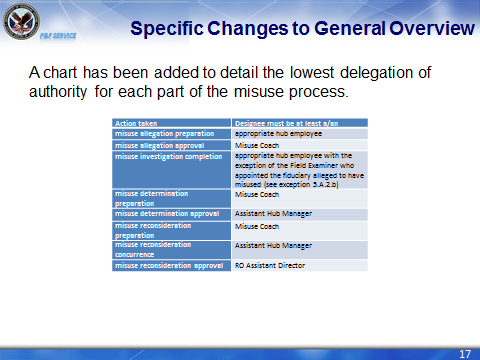 P&F SERVICE
Specific Changes to General Overview
A chart has been added to detail the lowest delegation of
authority for each part of the misuse process.
Action taken Designee must be at least a/an
misuse allegation preparation appropriate hub employee
misuse allegation approval Misuse Coach
misuse investigation completion appropriate hub employee with the
exception of the Field Examiner who
appointed the fiduciary alleged to have
misused (see exception 5.A.2.b)
misuse determination Misuse Coach
preparation
misuse determination approval Assistant Hub Manager
misuse reconsideration Misuse Coach
preparation
misuse reconsideration Assistant Hub Manager
concurrence
misuse reconsideration approval RO Assistant Director
17